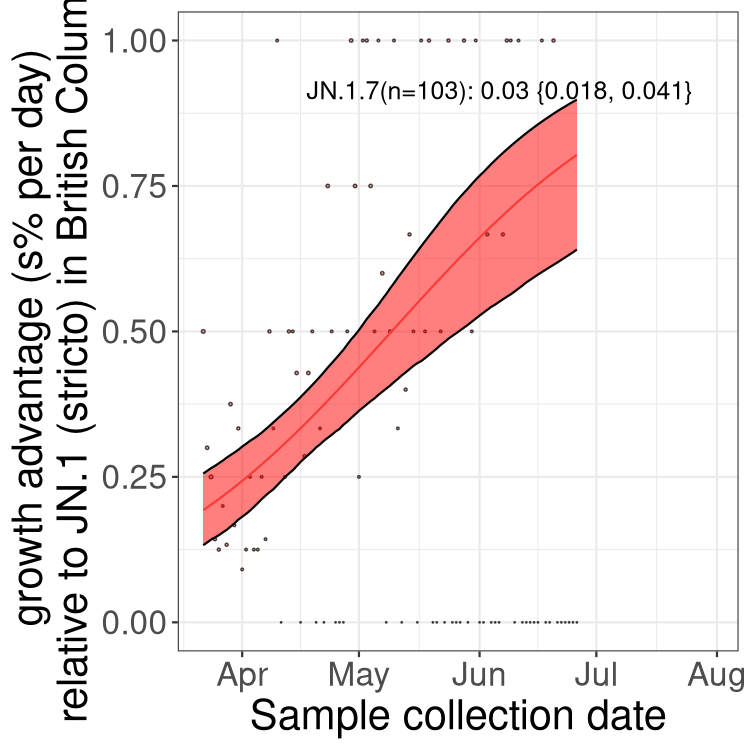 growth advantage (s% per day)
relative to JN.1 (stricto) in British Colum
1.00
0.75
0.50
0.25
0.00
JN.1.7(n=103): 0.03 {0.018, 0.041}
Apr May Jun Jul Aug
Sample collection date